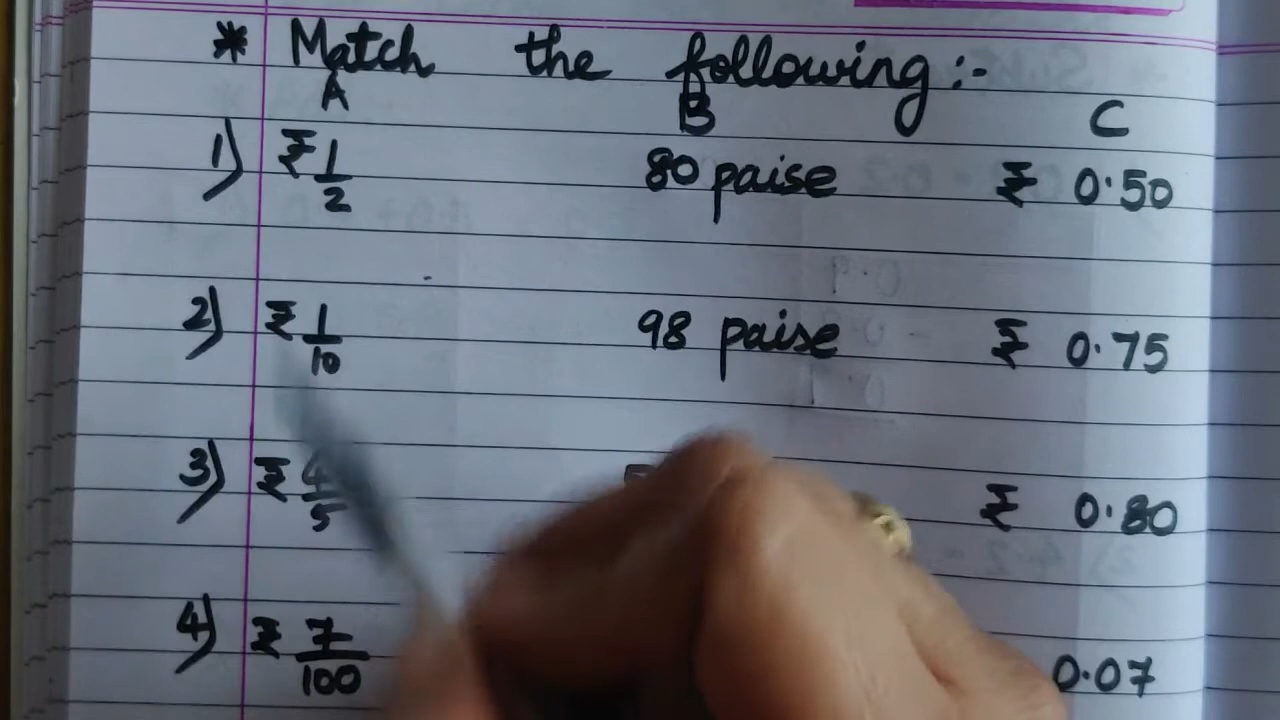 * Match the following :-
A B C
1) ₹ 1/2 80 paise ₹ 0.50
2) ₹ 1/10 98 paise ₹ 0.75
3) ₹ 4/5 ₹ 0.80
4) ₹ 7/100 0.07